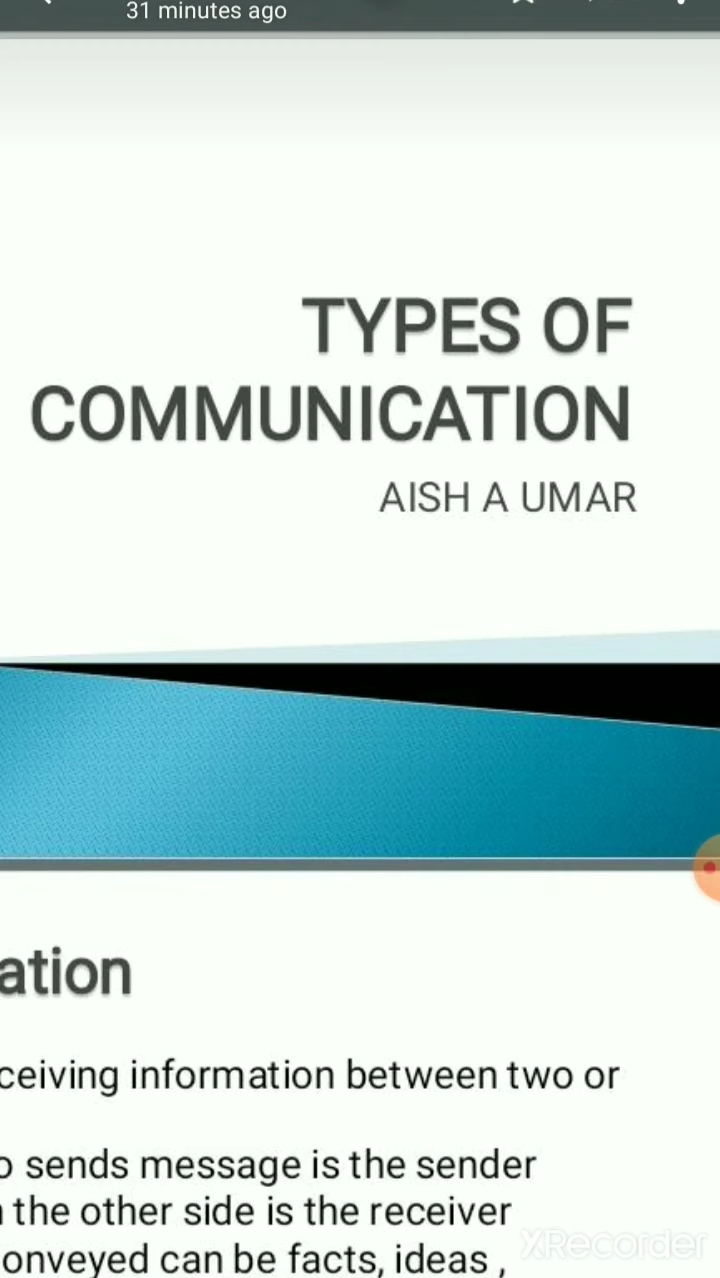 31 minutes ago
TYPES OF
COMMUNICATION
AISH A UMAR
ation
ceiving information between two or
o sends message is the sender
the other side is the receiver
onveyed can be facts, ideas ,
XRecorder